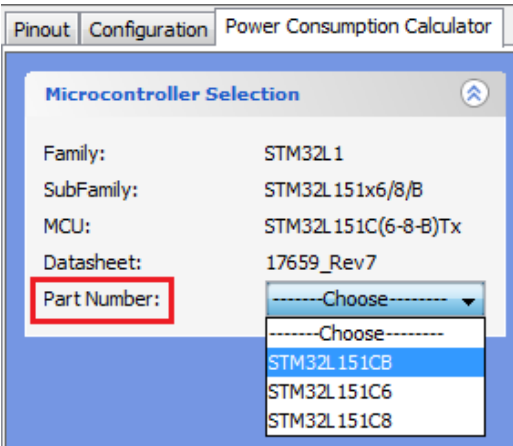 Pinout Configuration Power Consumption Calculator
Microcontroller Selection
Family: STM32L1
SubFamily: STM32L151x6/8/B
MCU: STM32L151C(6-8-B)Tx
Datasheet: 17659_Rev7
Part Number: -------Choose--------
-------Choose--------
STM32L151CB
STM32L151C6
STM32L151C8